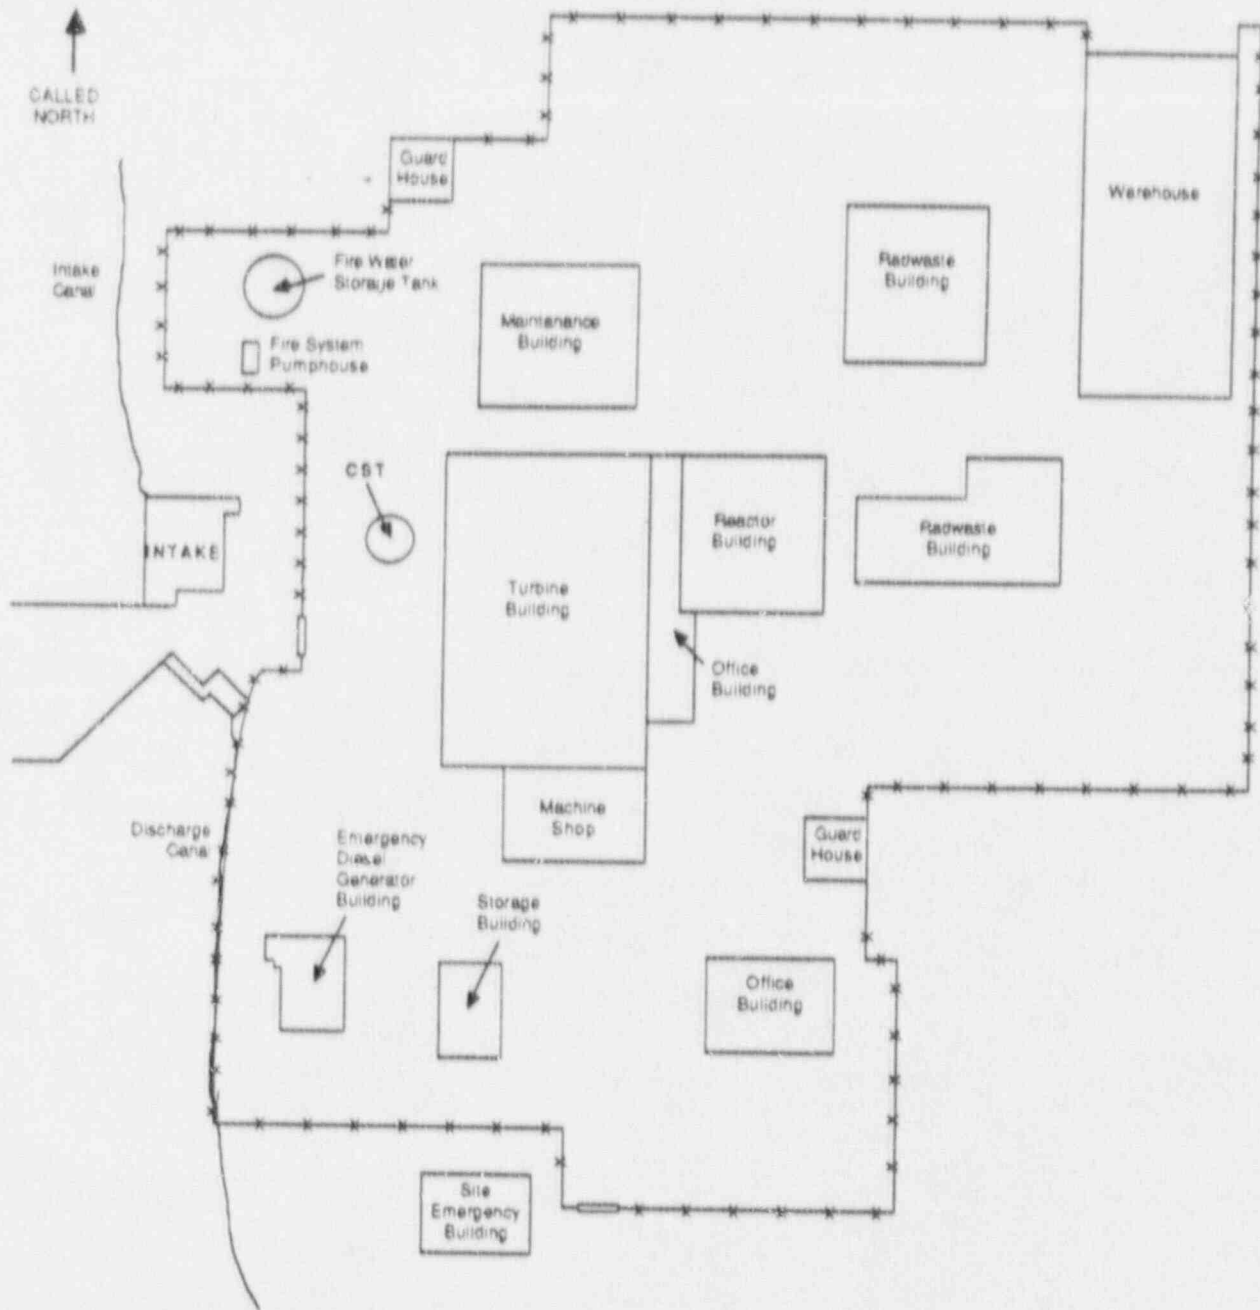 CALLED
NORTH
Guard
House
Warehouse
Intake
Canal
Fire Water
Storage Tank
Radwaste
Building
Maintenance
Building
Fire System
Pumphouse
CST
INTAKE
Reactor
Building
Radwaste
Building
Turbine
Building
Office
Building
Machine
Shop
Discharge
Canal
Emergency
Diesel
Generator
Building
Guard
House
Storage
Building
Office
Building
Site
Emergency
Building